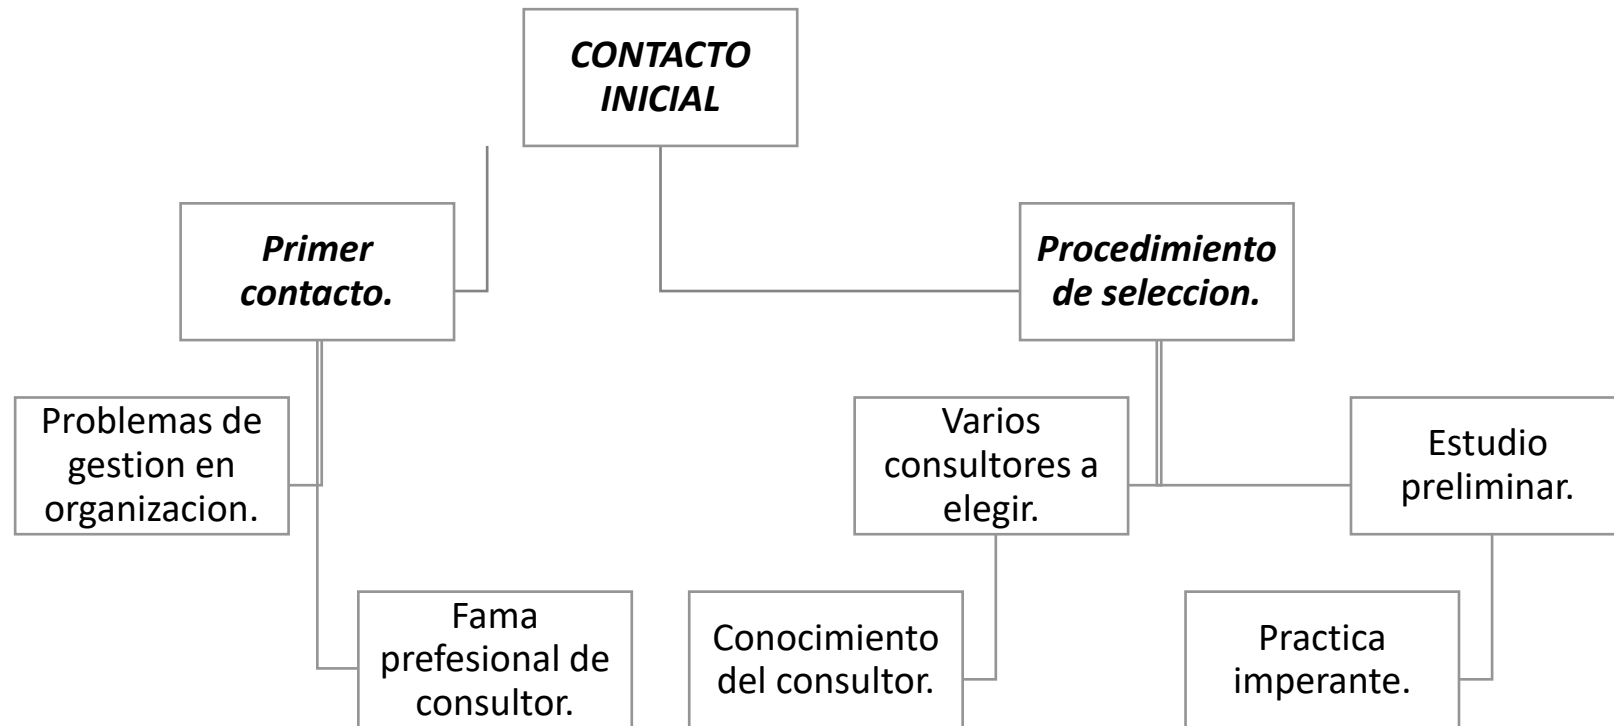 CONTACTO
INICIAL
Primer
contacto.
Procedimiento
de seleccion.
Problemas de
gestion en
organizacion.
Varios
consultores a
elegir.
Estudio
preliminar.
Fama
prefesional de
consultor.
Conocimiento
del consultor.
Practica
imperante.